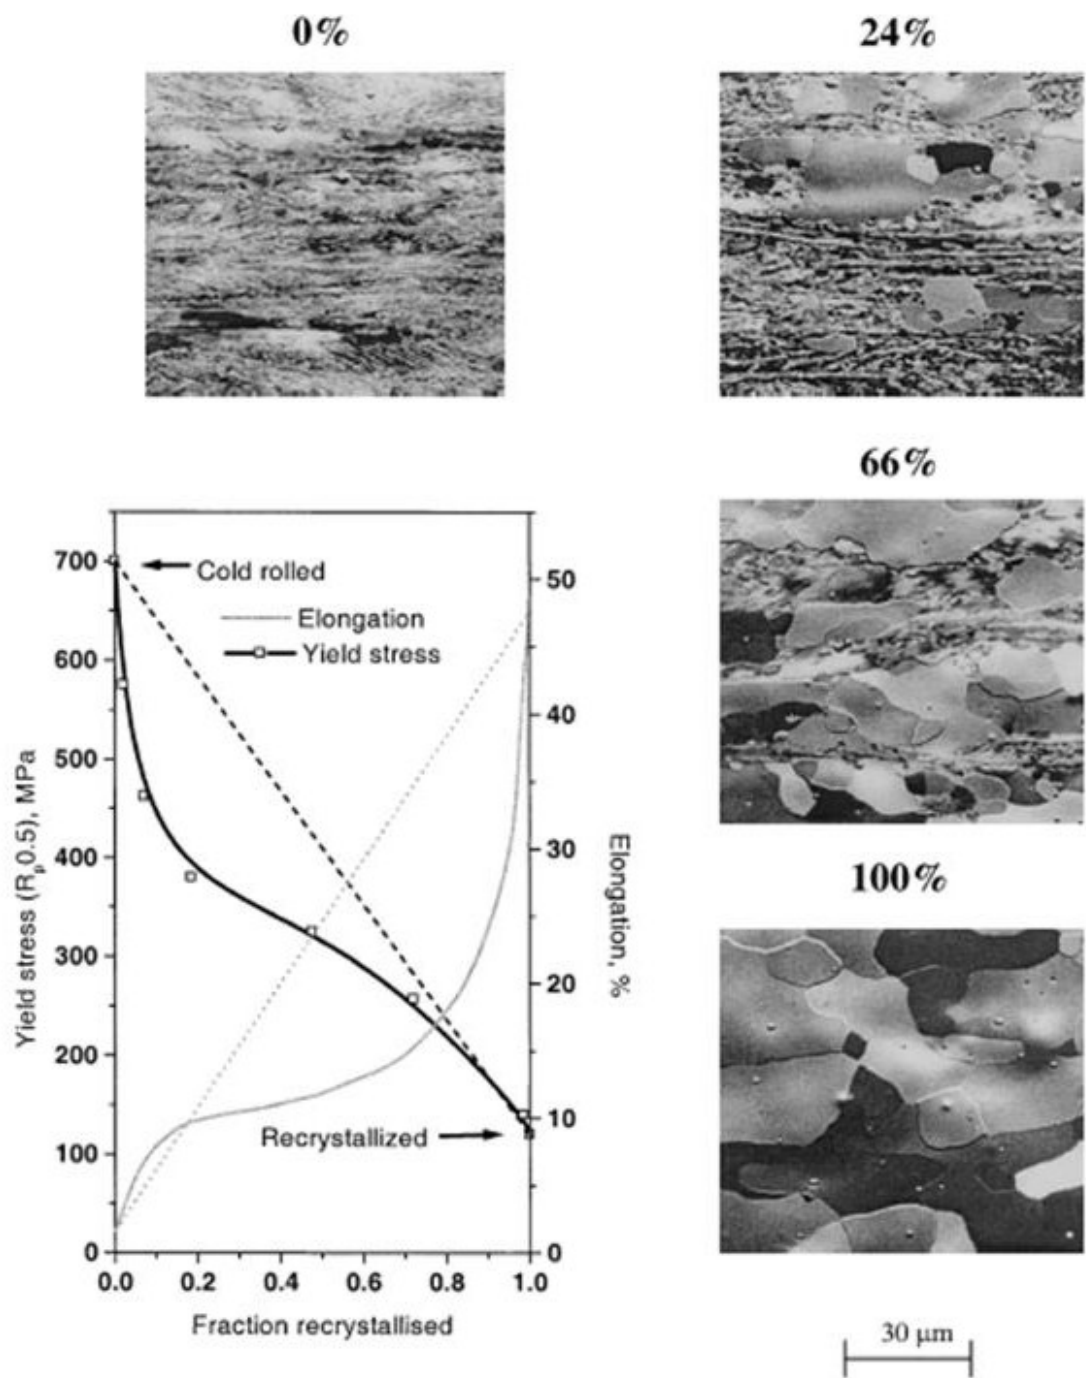 0%
24%
66%
100%
700
600
500
400
300
200
100
0
Yield stress (Rp0.5), MPa
Cold rolled
Elongation
Yield stress
Recrystallized
50
40
30
20
10
0
Elongation, %
0.0 0.2 0.4 0.6 0.8 1.0
Fraction recrystallised
30 μm